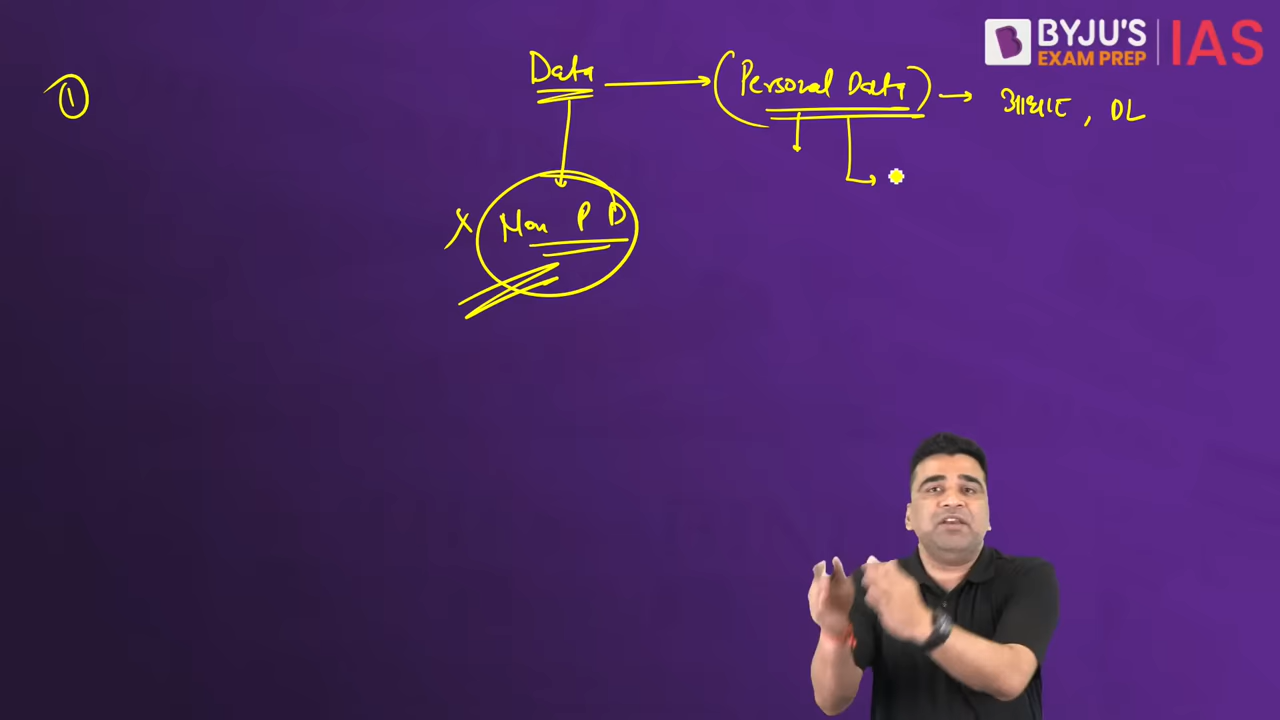 BYJU'S
EXAM PREP
IAS
①
Data
(Personal Data)
आधार, DL
X
Non P D